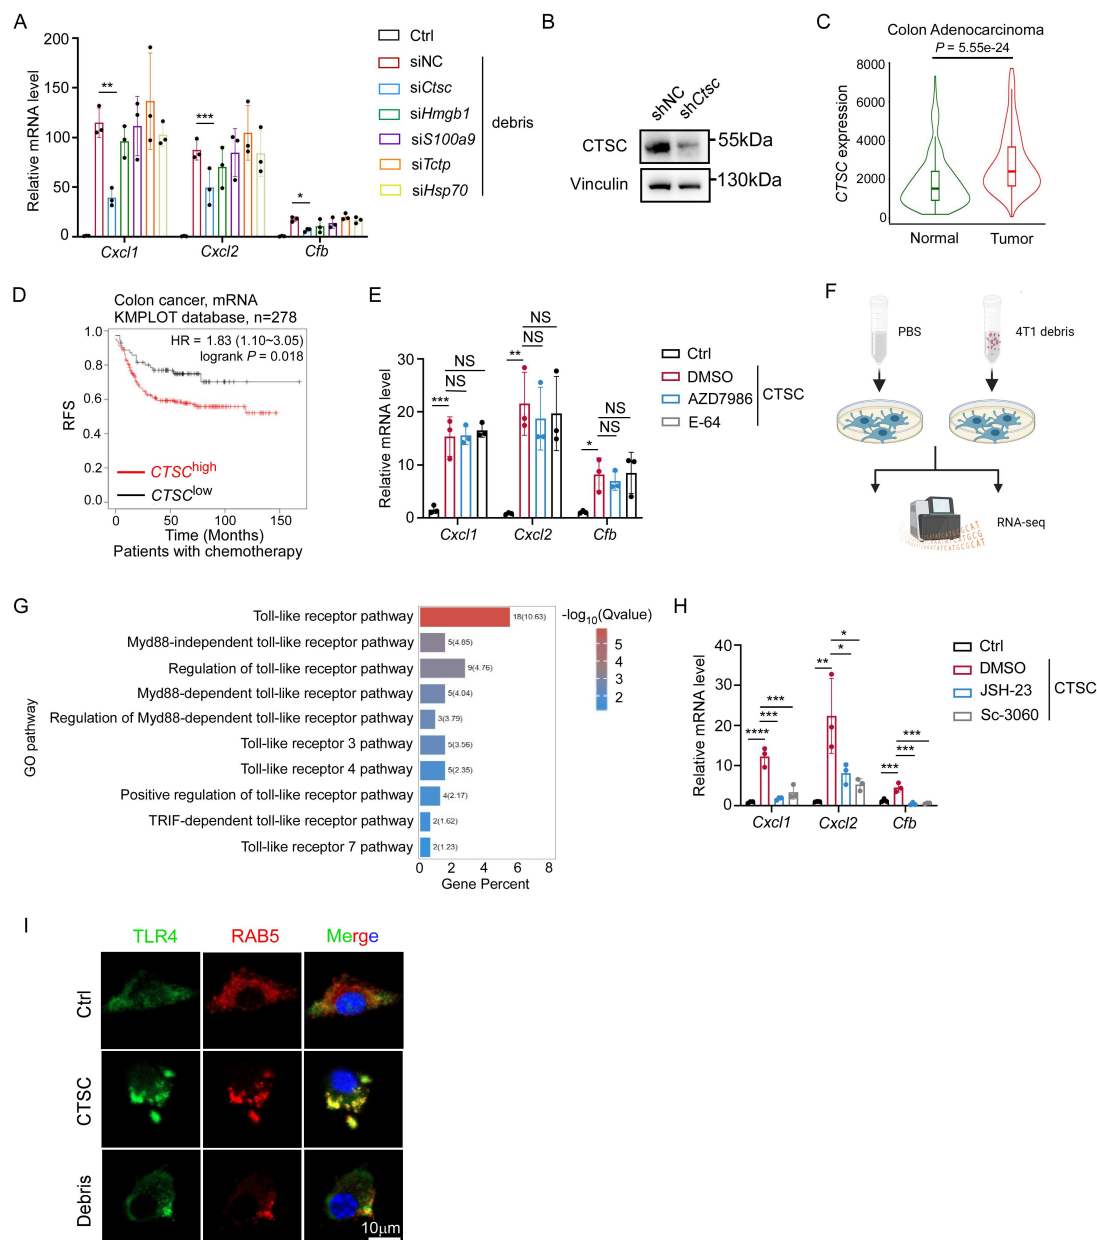 A
Relative mRNA level
200
150
100
50
0
**
***
*
Cxcl1
Cxcl2
Cfb
Ctrl
siNC
siCtsc
siHmgb1
siS100a9
siTctp
siHsp70
debris
B
shNC
shCtsc
CTSC
55kDa
Vinculin
130kDa
C
Colon Adenocarcinoma
P = 5.55e-24
CTSC expression
8000
6000
4000
2000
0
Normal
Tumor
D
Colon cancer, mRNA
KMPLOT database, n=278
HR = 1.83 (1.10~3.05)
logrank P = 0.018
RFS
1.0
0.8
0.6
0.4
0.2
0.0
CTSChigh
CTSClow
0
50
100
150
Time (Months)
Patients with chemotherapy
E
Relative mRNA level
30
20
10
0
NS
NS
***
NS
NS
**
NS
NS
*
Cxcl1
Cxcl2
Cfb
Ctrl
DMSO
AZD7986
E-64
CTSC
F
PBS
4T1 debris
RNA-seq
G
GO pathway
Toll-like receptor pathway
18(10.63)
Myd88-independent toll-like receptor pathway
5(4.85)
Regulation of toll-like receptor pathway
9(4.76)
Myd88-dependent toll-like receptor pathway
5(4.04)
Regulation of Myd88-dependent toll-like receptor pathway
3(3.79)
Toll-like receptor 3 pathway
5(3.56)
Toll-like receptor 4 pathway
5(2.35)
Positive regulation of toll-like receptor pathway
4(2.17)
TRIF-dependent toll-like receptor pathway
2(1.62)
Toll-like receptor 7 pathway
2(1.23)
0
2
4
6
8
Gene Percent
-log10(Qvalue)
5
4
3
2
H
Relative mRNA level
40
30
20
10
0
***
***
****
*
*
**
***
***
***
Cxcl1
Cxcl2
Cfb
Ctrl
DMSO
JSH-23
Sc-3060
CTSC
I
TLR4
RAB5
Merge
Ctrl
CTSC
Debris
10μm